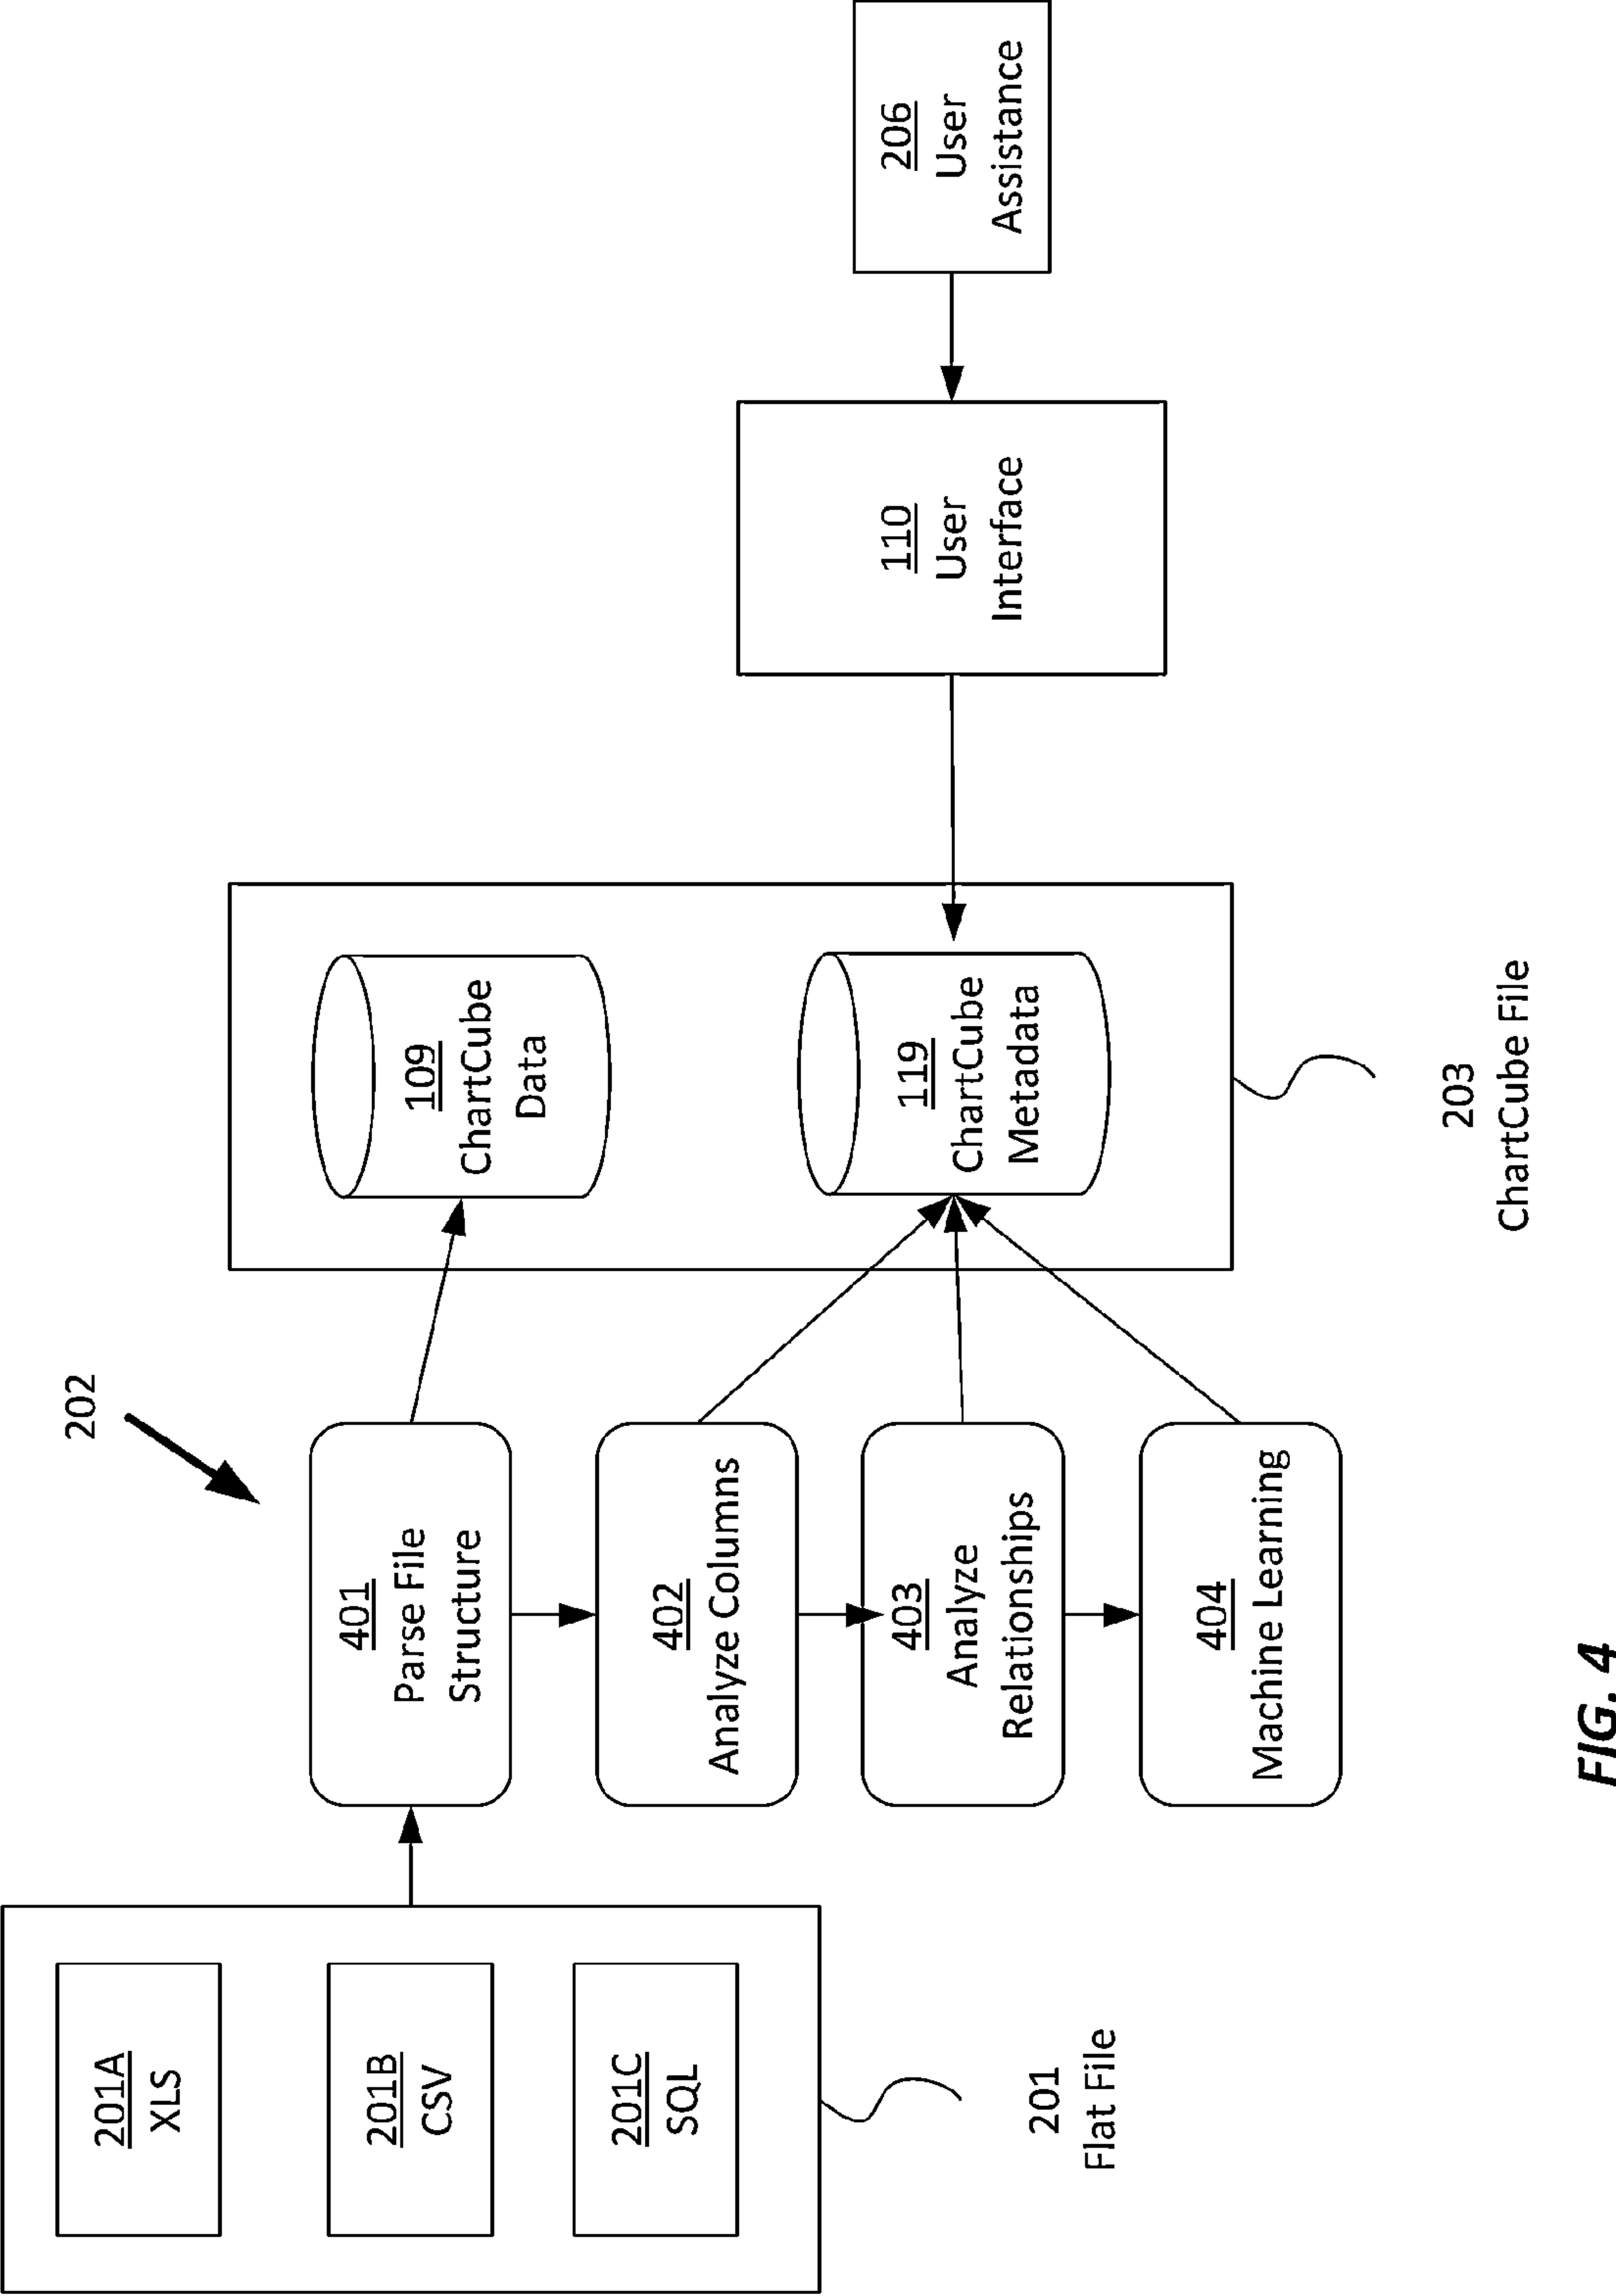 202
201A
XLS
201B
CSV
201C
SQL
201
Flat File
401
Parse File
Structure
402
Analyze Columns
403
Analyze
Relationships
404
Machine Learning
109
ChartCube
Data
119
ChartCube
Metadata
203
ChartCube File
110
User
Interface
206
User
Assistance
FIG. 4